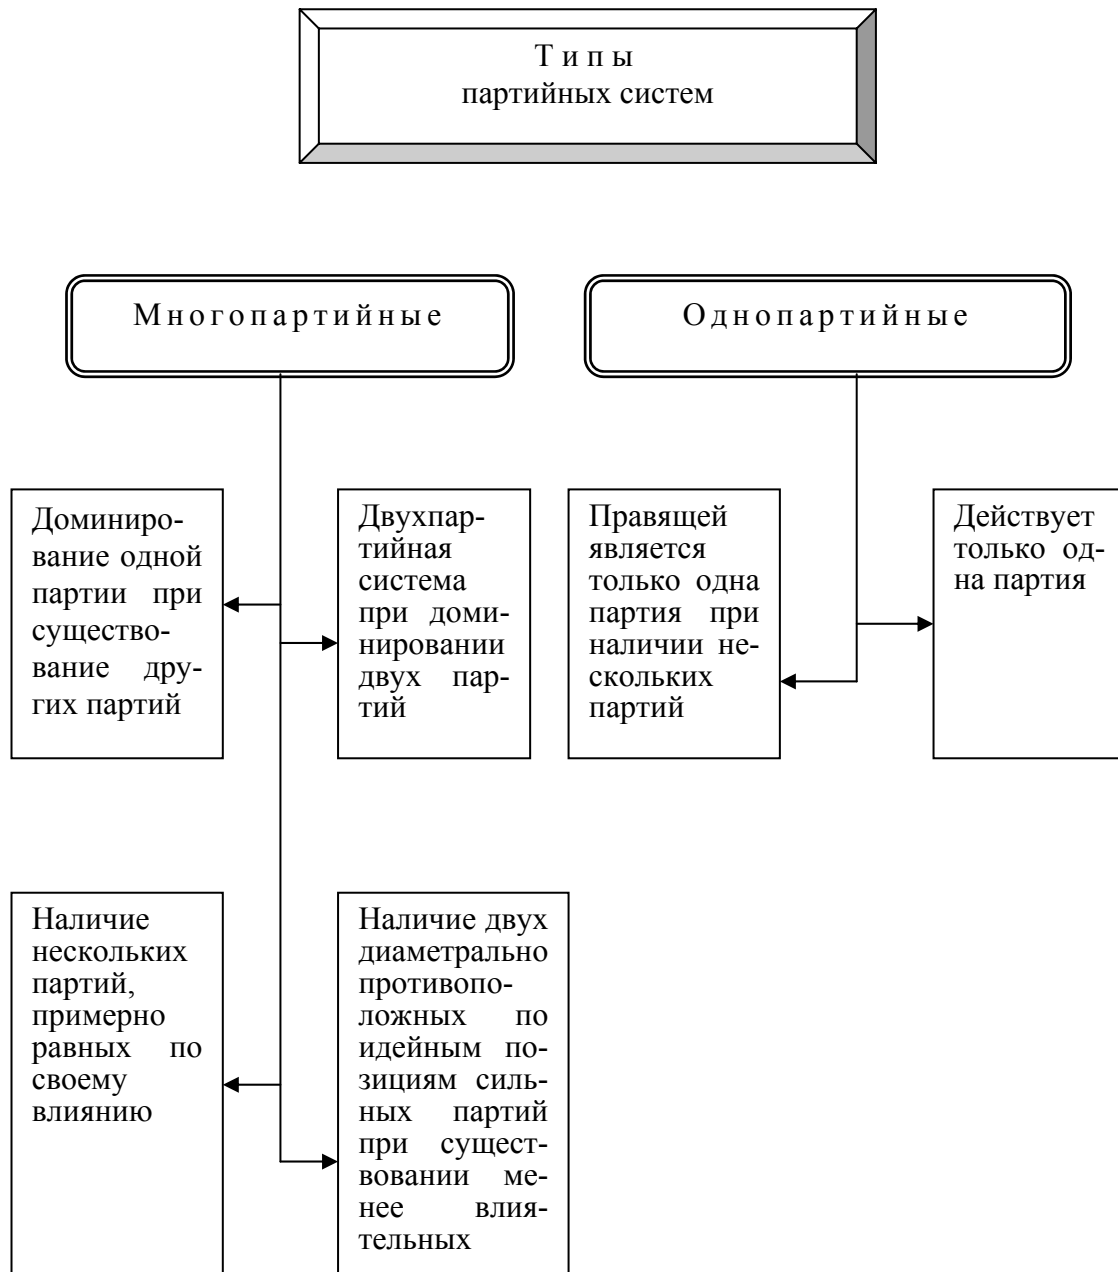 Т и п ы
партийных систем
Многопартийные
Однопартийные
Доминиро-
вание одной
партии при
существо-
вание дру-
гих партий
Двухпар-
тийная
система
при доми-
нировании
двух пар-
тий
Правящей
является
только одна
партия при
наличии не-
скольких
партий
Действует
только од-
на партия
Наличие
нескольких
партий,
примерно
равных по
своему
влиянию
Наличие двух
диаметрально
противопо-
ложных по
идейным по-
зициям силь-
ных партий
при сущест-
вовании ме-
нее влия-
тельных